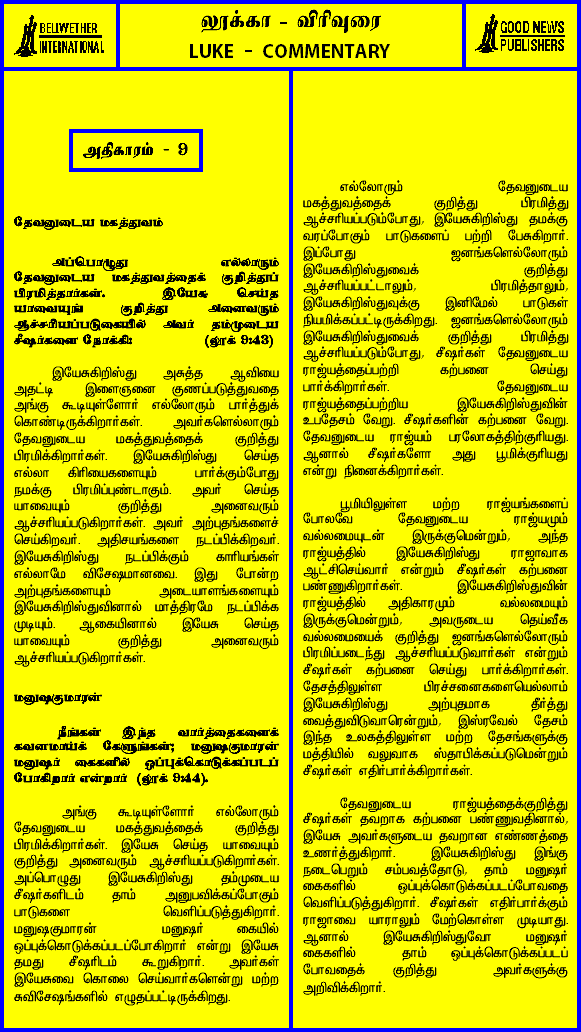 BELWETHER
INTERNATIONAL
லூக்கா - விரிவுரை
LUKE - COMMENTARY
GOOD NEWS
PUBLISHERS
அதிகாரம் - 9
தேவனுடைய மகத்துவம்
அப்பொழுது எல்லாரும்
தேவனுடைய மகத்துவத்தைக் குறித்துப்
பிரமித்தார்கள். இயேசு செய்த
யாவையுங் குறித்து அனைவரும்
ஆச்சரியப்படுகையில் அவர் தம்முடைய
சீஷர்களை நோக்கி: (லூக் 9:43)
இயேசுகிறிஸ்து அசுத்த ஆவியை
அதட்டி இளைஞனை குணப்படுத்துவதை
அங்கு கூடியுள்ளோர் எல்லோரும் பார்த்துக்
கொண்டிருக்கிறார்கள். அவர்களெல்லாரும்
தேவனுடைய மகத்துவத்தைக் குறித்து
பிரமிக்கிறார்கள். இயேசுகிறிஸ்து செய்த
எல்லா கிரியைகளையும் பார்க்கும்போது
நமக்கு பிரமிப்புண்டாகும். அவர் செய்த
யாவையும் குறித்து அனைவரும்
ஆச்சரியப்படுகிறார்கள். அவர் அற்புதங்களைச்
செய்கிறவர். அதிசயங்களை நடப்பிக்கிறவர்.
இயேசுகிறிஸ்து நடப்பிக்கும் காரியங்கள்
எல்லாமே விசேஷமானவை. இது போன்ற
அற்புதங்களையும் அடையாளங்களையும்
இயேசுகிறிஸ்துவினால் மாத்திரமே நடப்பிக்க
முடியும். ஆகையினால் இயேசு செய்த
யாவையும் குறித்து அனைவரும்
ஆச்சரியப்படுகிறார்கள்.
மனுஷகுமாரன்
நீங்கள் இந்த வார்த்தைகளைக்
கவனமாய்க் கேளுங்கள்; மனுஷகுமாரன்
மனுஷர் கைகளில் ஒப்புக்கொடுக்கப்படப்
போகிறார் என்றார் (லூக் 9:44).
அங்கு கூடியுள்ளோர் எல்லோரும்
தேவனுடைய மகத்துவத்தைக் குறித்து
பிரமிக்கிறார்கள். இயேசு செய்த யாவையும்
குறித்து அனைவரும் ஆச்சரியப்படுகிறார்கள்.
அப்பொழுது இயேசுகிறிஸ்து தம்முடைய
சீஷர்களிடம் தாம் அனுபவிக்கப்போகும்
பாடுகளை வெளிப்படுத்துகிறார்.
மனுஷகுமாரன் மனுஷர் கையில்
ஒப்புக்கொடுக்கப்படப்போகிறார் என்று இயேசு
தமது சீஷரிடம் கூறுகிறார். அவர்கள்
இயேசுவை கொலை செய்வார்களென்று மற்ற
சுவிசேஷங்களில் எழுதப்பட்டிருக்கிறது.
எல்லோரும் தேவனுடைய
மகத்துவத்தைக் குறித்து பிரமித்து
ஆச்சரியப்படும்போது, இயேசுகிறிஸ்து தமக்கு
வரப்போகும் பாடுகளைப் பற்றி பேசுகிறார்.
இப்போது ஜனங்களெல்லோரும்
இயேசுகிறிஸ்துவைக் குறித்து
ஆச்சரியப்பட்டாலும், பிரமித்தாலும்,
இயேசுகிறிஸ்துவுக்கு இனிமேல் பாடுகள்
நியமிக்கப்பட்டிருக்கிறது. ஜனங்களெல்லோரும்
இயேசுகிறிஸ்துவைக் குறித்து பிரமித்து
ஆச்சரியப்படும்போது, சீஷர்கள் தேவனுடைய
ராஜ்யத்தைப்பற்றி கற்பனை செய்து
பார்க்கிறார்கள். தேவனுடைய
ராஜ்யத்தைப்பற்றிய இயேசுகிறிஸ்துவின்
உபதேசம் வேறு. சீஷர்களின் கற்பனை வேறு.
தேவனுடைய ராஜ்யம் பரலோகத்திற்குரியது.
ஆனால் சீஷர்களோ அது பூமிக்குரியது
என்று நினைக்கிறார்கள்.
பூமியிலுள்ள மற்ற ராஜ்யங்களைப்
போலவே தேவனுடைய ராஜ்யமும்
வல்லமையுடன் இருக்குமென்றும், அந்த
ராஜ்யத்தில் இயேசுகிறிஸ்து ராஜாவாக
ஆட்சிசெய்வார் என்றும் சீஷர்கள் கற்பனை
பண்ணுகிறார்கள். இயேசுகிறிஸ்துவின்
ராஜ்யத்தில் அதிகாரமும் வல்லமையும்
இருக்குமென்றும், அவருடைய தெய்வீக
வல்லமையைக் குறித்து ஜனங்களெல்லோரும்
பிரமிப்படைந்து ஆச்சரியப்படுவார்கள் என்றும்
சீஷர்கள் கற்பனை செய்து பார்க்கிறார்கள்.
தேசத்திலுள்ள பிரச்சனைகளையெல்லாம்
இயேசுகிறிஸ்து அற்புதமாக தீர்த்து
வைத்துவிடுவாரென்றும், இஸ்ரவேல் தேசம்
இந்த உலகத்திலுள்ள மற்ற தேசங்களுக்கு
மத்தியில் வலுவாக ஸ்தாபிக்கப்படுமென்றும்
சீஷர்கள் எதிர்பார்க்கிறார்கள்.
தேவனுடைய ராஜ்யத்தைக்குறித்து
சீஷர்கள் தவறாக கற்பனை பண்ணுவதினால்,
இயேசு அவர்களுடைய தவறான எண்ணத்தை
உணர்த்துகிறார். இயேசுகிறிஸ்து இங்கு
நடைபெறும் சம்பவத்தோடு, தாம் மனுஷர்
கைகளில் ஒப்புக்கொடுக்கப்படப்போவதை
வெளிப்படுத்துகிறார். சீஷர்கள் எதிர்பார்க்கும்
ராஜாவை யாராலும் மேற்கொள்ள முடியாது.
ஆனால் இயேசுகிறிஸ்துவோ மனுஷர்
கைகளில் தாம் ஒப்புக்கொடுக்கப்படப்
போவதைக் குறித்து அவர்களுக்கு
அறிவிக்கிறார்.